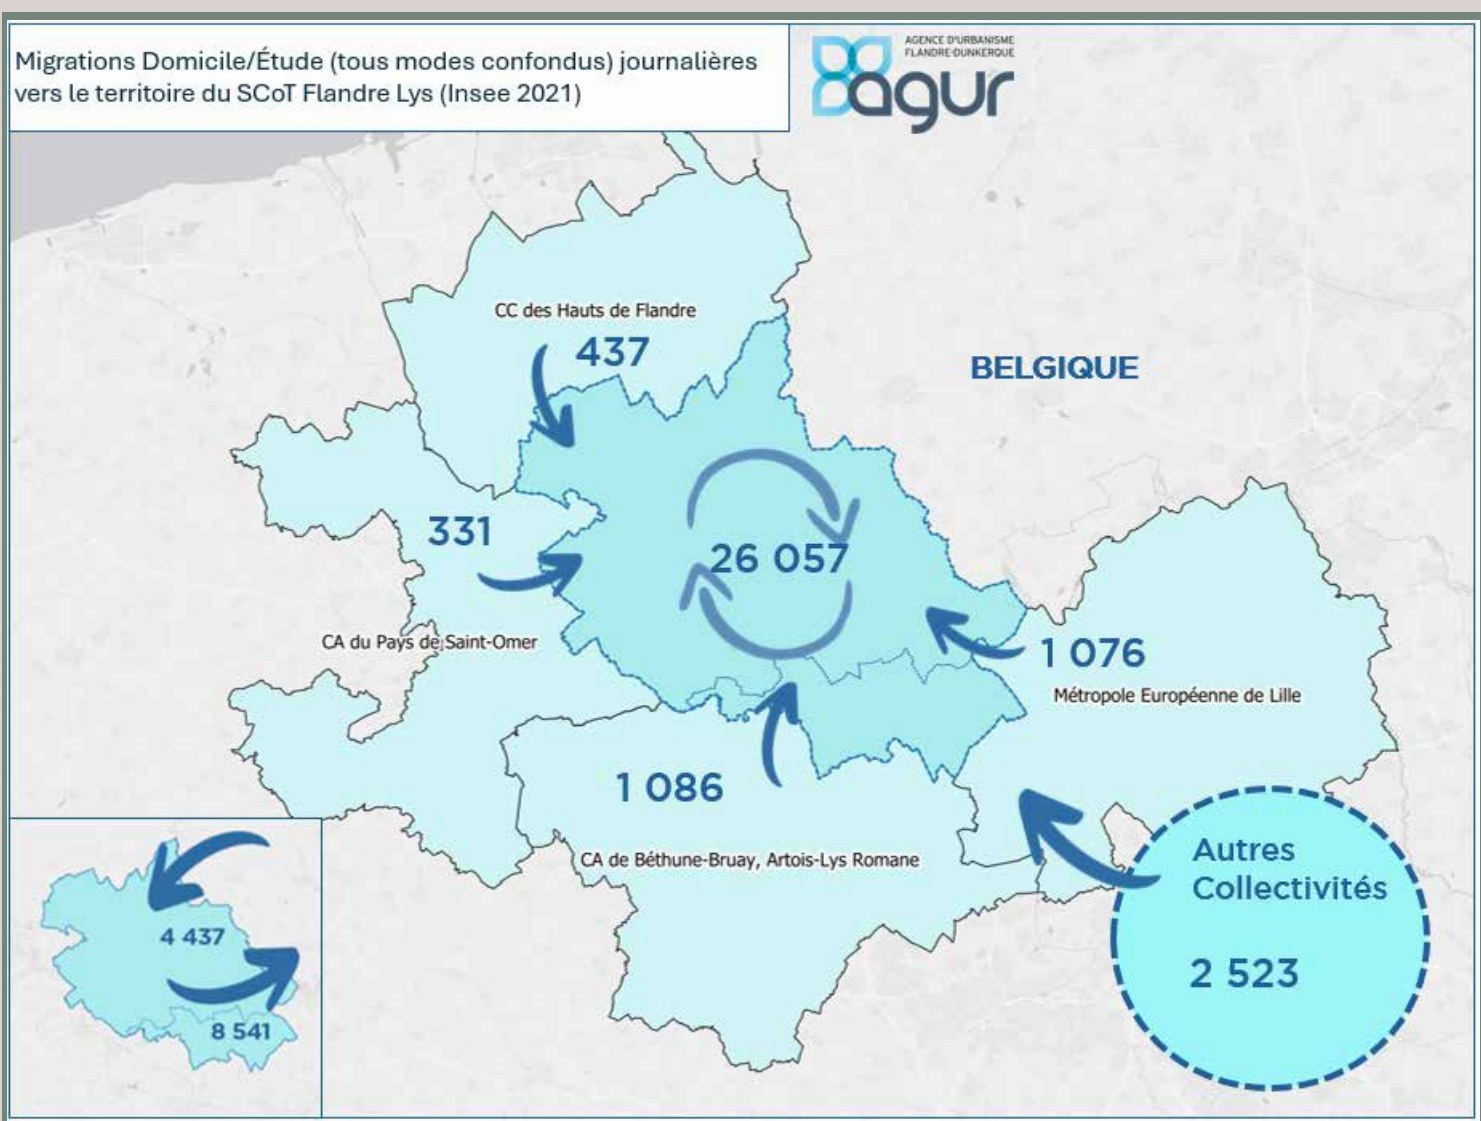 Migrations Domicile/Étude (tous modes confondus) journalières
vers le territoire du SCoT Flandre Lys (Insee 2021)
AGENCE D'URBANISME
FLANDRE-DUNKERQUE
agur
CC des Hauts de Flandre
437
BELGIQUE
331
26 057
CA du Pays de Saint-Omer
1 076
Métropole Européenne de Lille
1 086
CA de Béthune-Bruay, Artois-Lys Romane
Autres
Collectivités
2 523
4 437
8 541